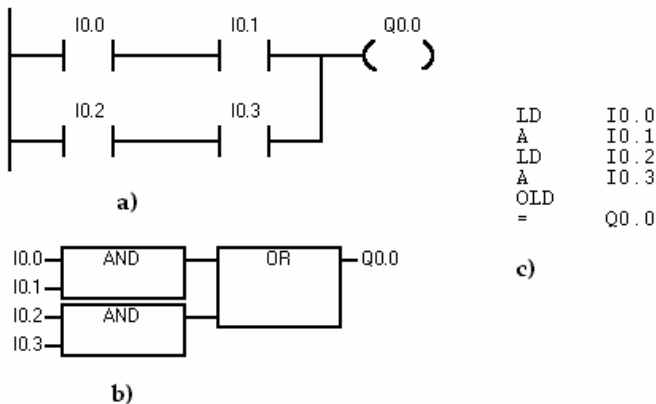 I0.0 I0.1 Q0.0
I0.2 I0.3
a)
I0.0 AND OR Q0.0
I0.1
I0.2 AND
I0.3
b)
LD I0.0
A I0.1
LD I0.2
A I0.3
OLD
= Q0.0
c)